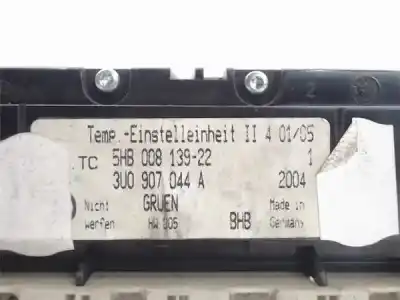 Temp.-Einstelleinheit II 4 01/05
TC 5HB 008 139-22 1
3U0 907 044 A 2004
Nicht GRUEN Made in
werfen HW 005 BHB Germany
2